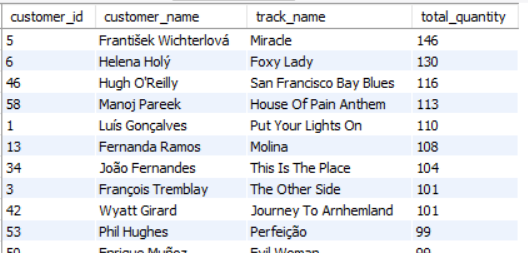 customer_id customer_name track_name total_quantity
5 František Wichterlová Miracle 146
6 Helena Holý Foxy Lady 130
46 Hugh O'Reilly San Francisco Bay Blues 116
58 Manoj Pareek House Of Pain Anthem 113
1 Luís Gonçalves Put Your Lights On 110
13 Fernanda Ramos Molina 108
34 João Fernandes This Is The Place 104
3 François Tremblay The Other Side 101
42 Wyatt Girard Journey To Arnhemland 101
53 Phil Hughes Perfeição 99
50 Enrique Muñoz Evil Woman 99